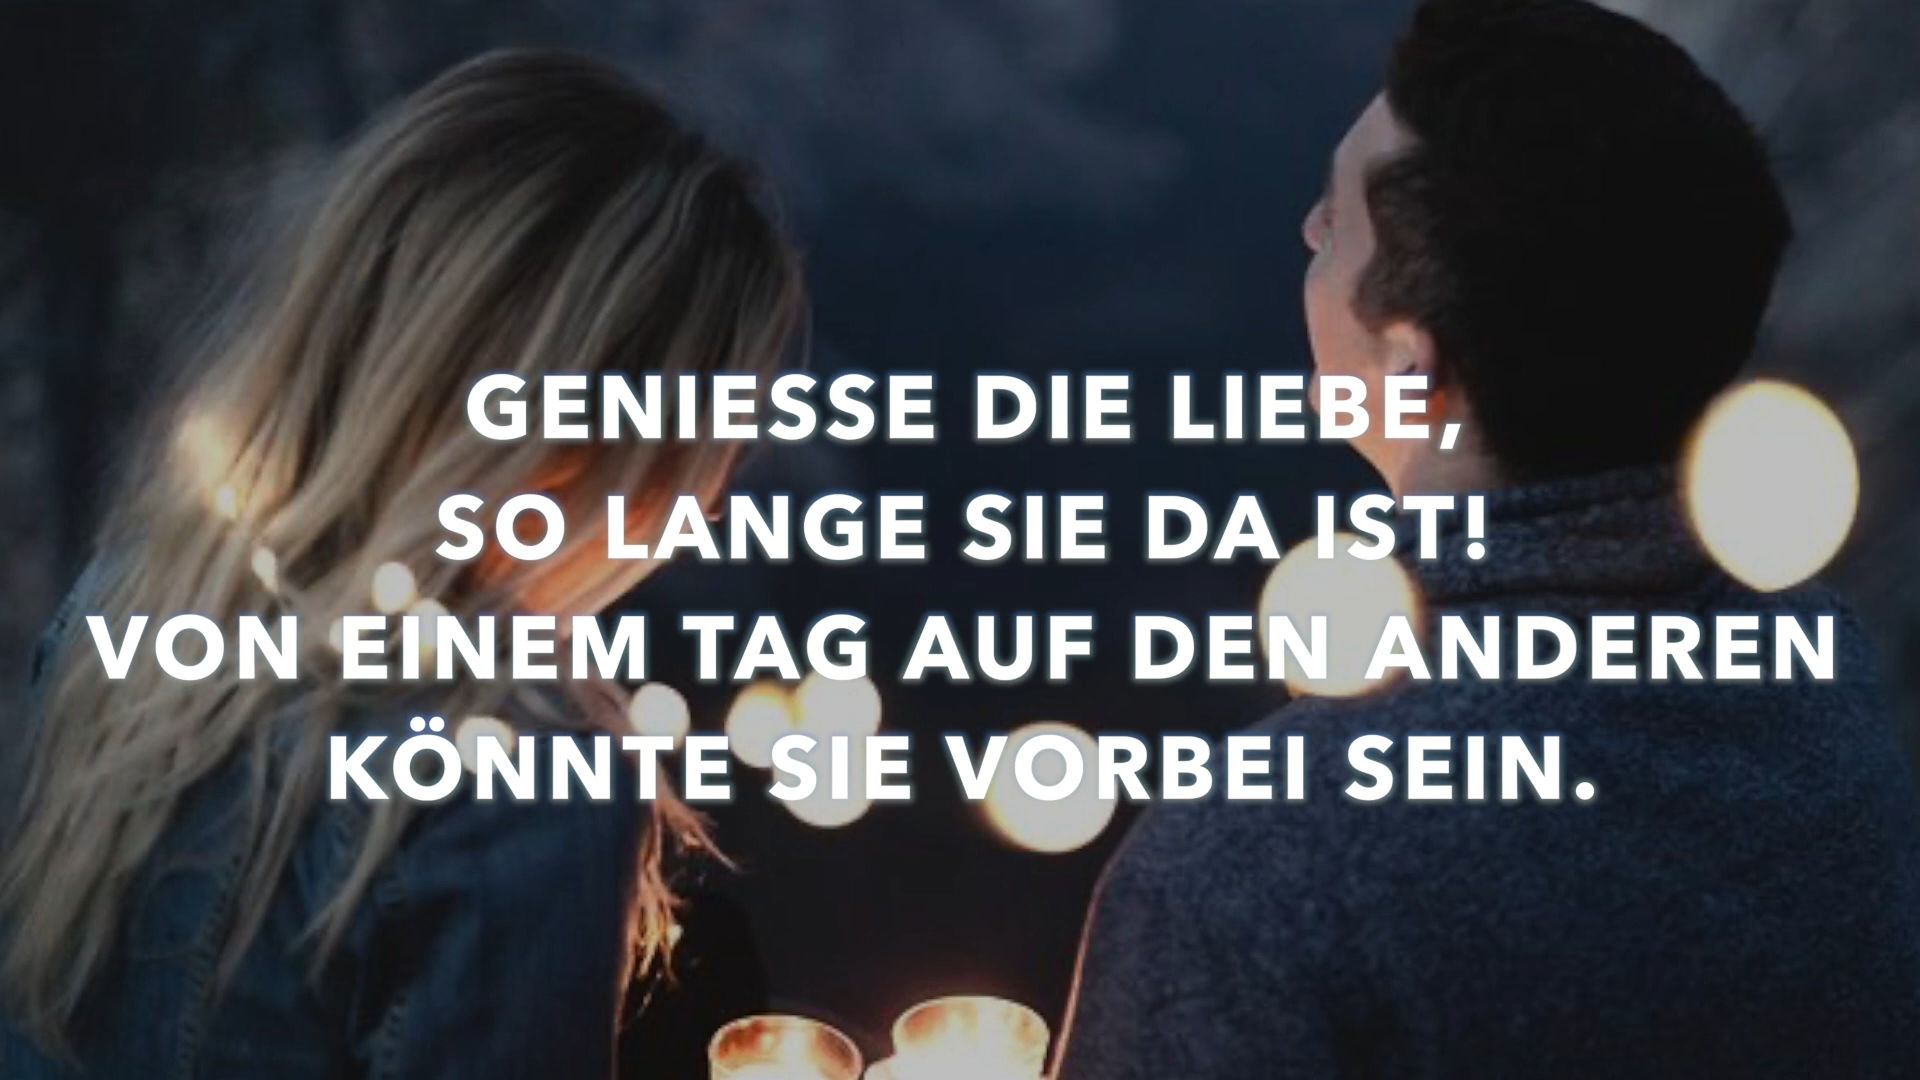 GENIESSE DIE LIEBE,
SO LANGE SIE DA IST!
VON EINEM TAG AUF DEN ANDEREN
KÖNNTE SIE VORBEI SEIN.